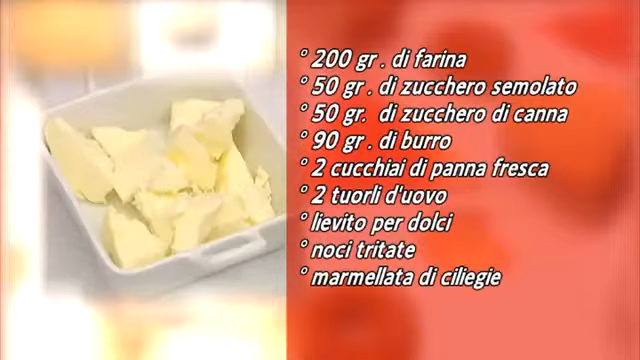 ° 200 gr . di farina
° 50 gr . di zucchero semolato
° 50 gr.  di zucchero di canna
° 90 gr . di burro
° 2 cucchiai di panna fresca
° 2 tuorli d'uovo
° lievito per dolci
° noci tritate
° marmellata di ciliegie